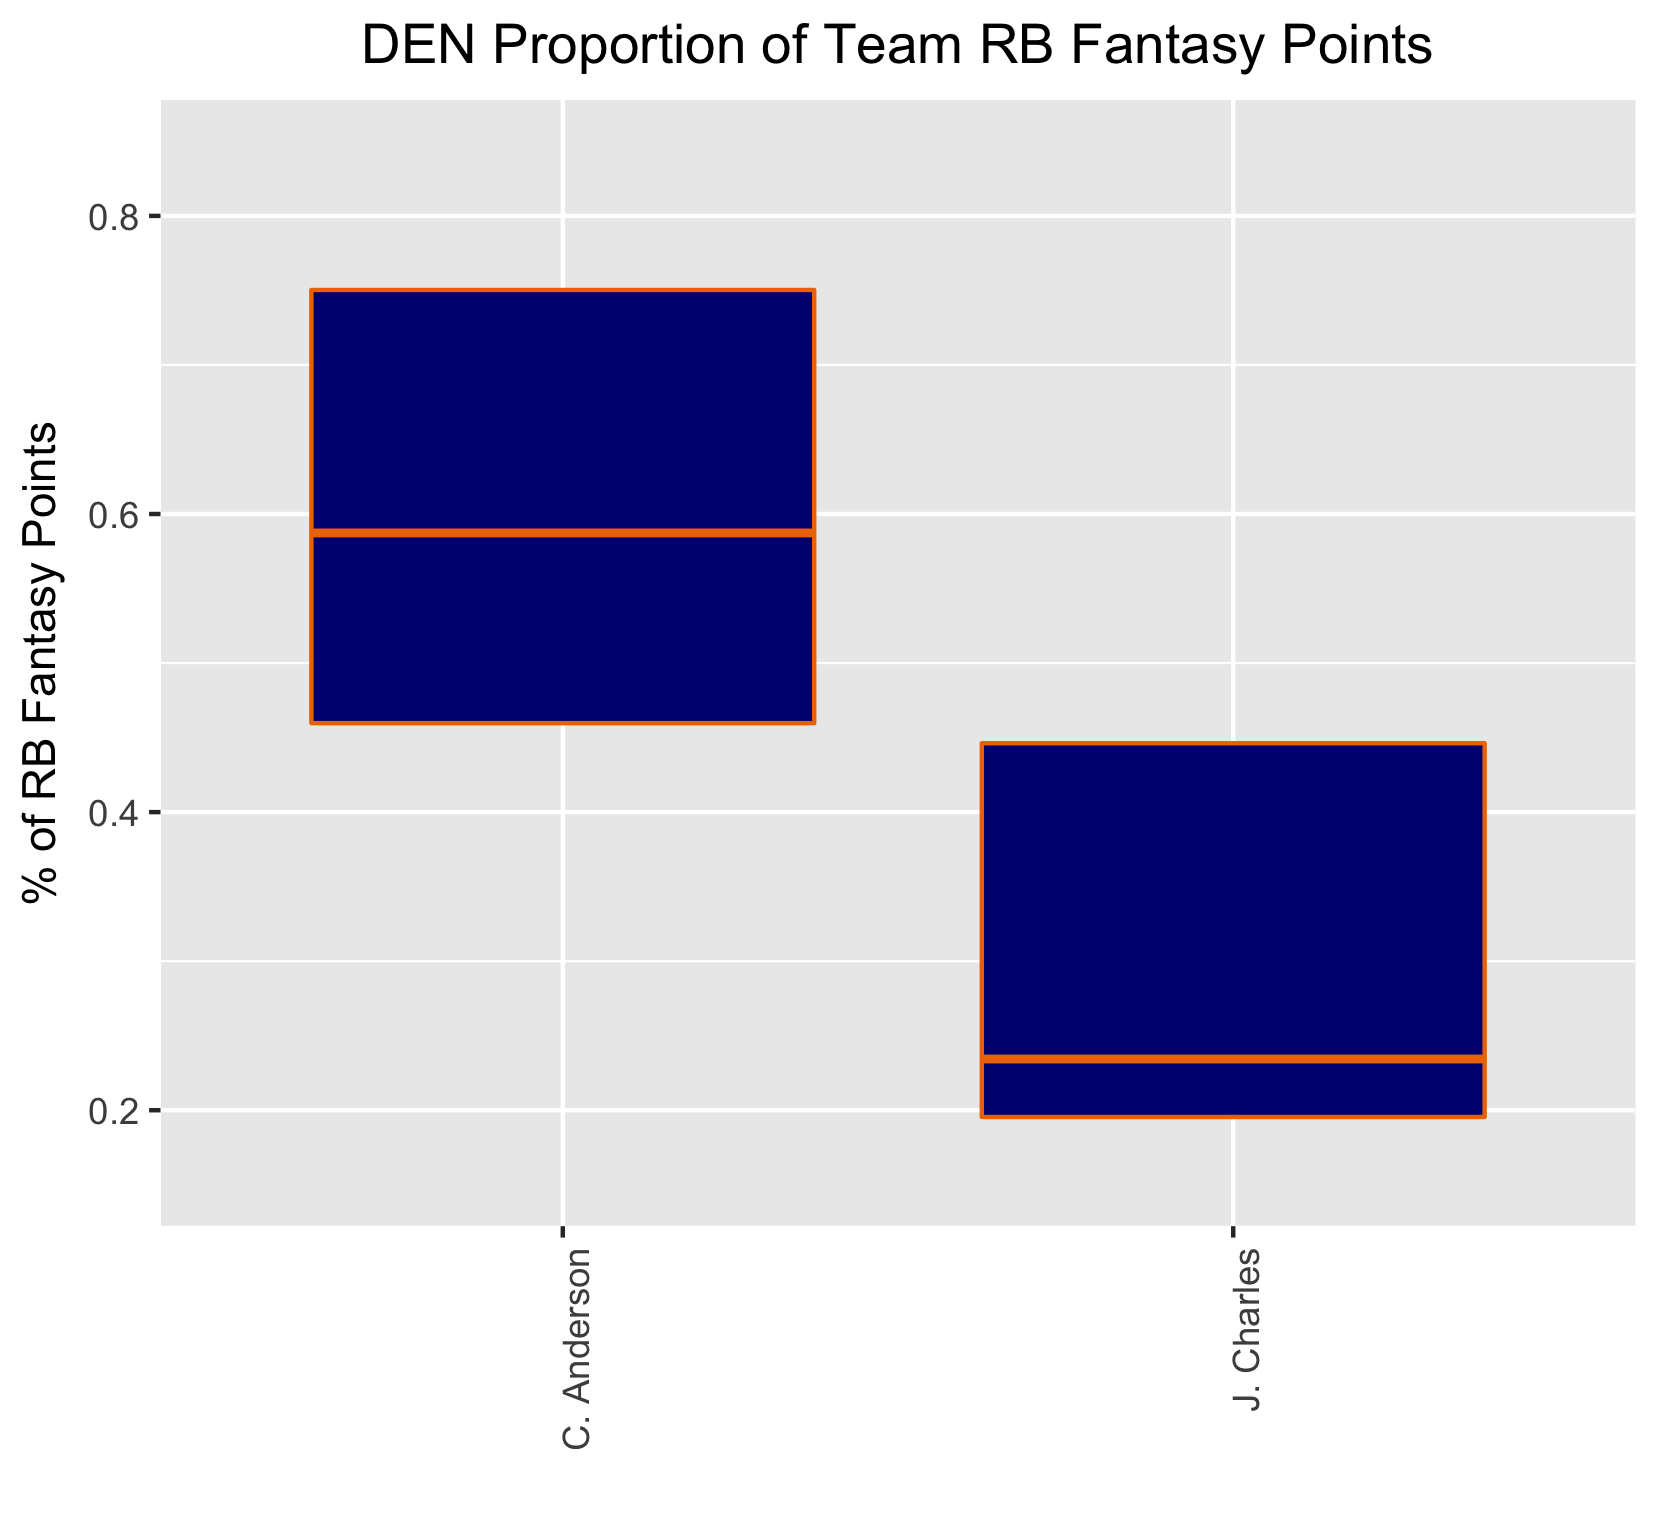 DEN Proportion of Team RB Fantasy Points
% of RB Fantasy Points
0.8
0.6
0.4
0.2
C. Anderson
J. Charles